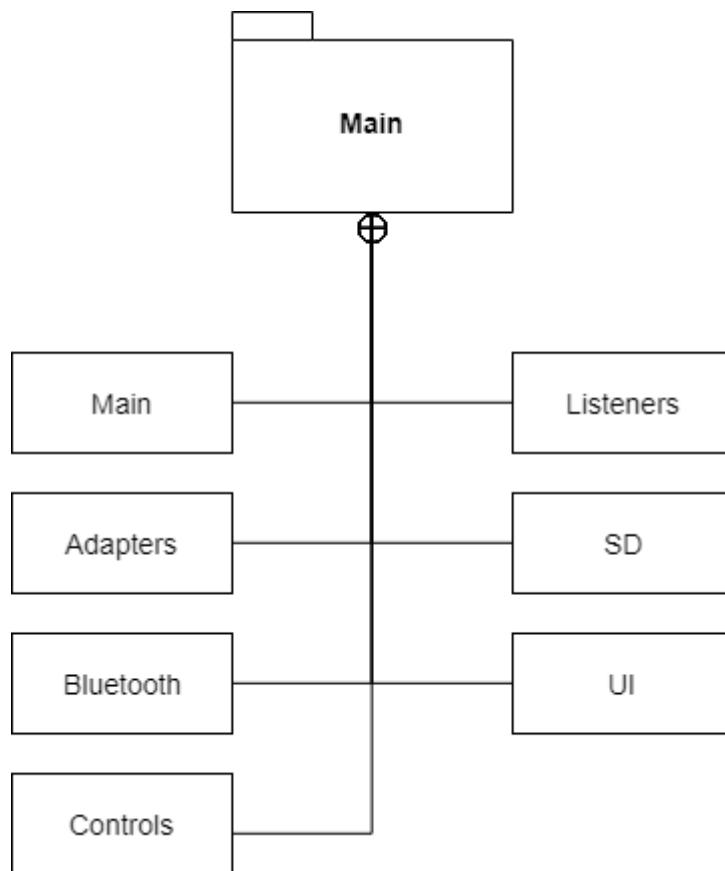 Main
Main
Listeners
Adapters
SD
Bluetooth
UI
Controls